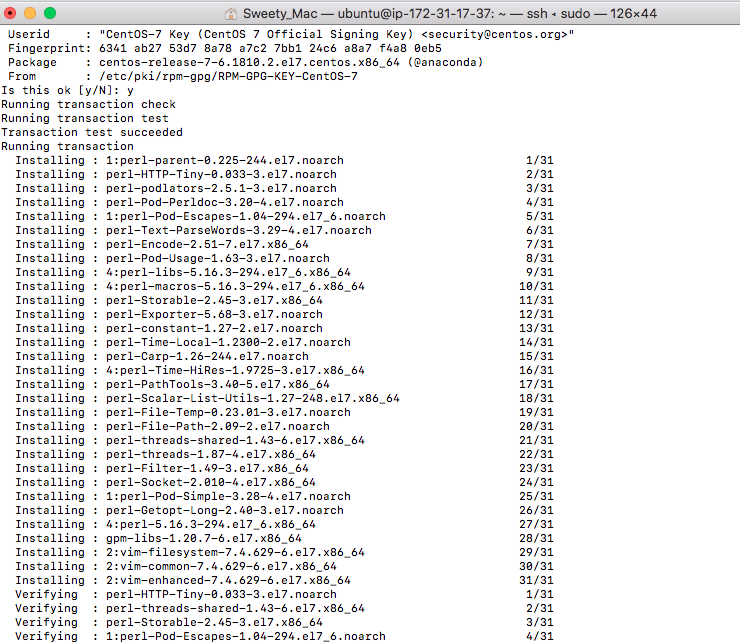 Sweety_Mac — ubuntu@ip-172-31-17-37: ~ — ssh ◂ sudo — 126×44
Userid     : "CentOS-7 Key (CentOS 7 Official Signing Key) <security@centos.org>"
Fingerprint: 6341 ab27 53d7 8a78 a7c2 7bb1 24c6 a8a7 f4a8 0eb5
Package    : centos-release-7-6.1810.2.el7.centos.x86_64 (@anaconda)
From       : /etc/pki/rpm-gpg/RPM-GPG-KEY-CentOS-7
Is this ok [y/N]: y
Running transaction check
Running transaction test
Transaction test succeeded
Running transaction
Installing : 1:perl-parent-0.225-244.el7.noarch 1/31
Installing : perl-HTTP-Tiny-0.033-3.el7.noarch 2/31
Installing : perl-podlators-2.5.1-3.el7.noarch 3/31
Installing : perl-Pod-Perldoc-3.20-4.el7.noarch 4/31
Installing : 1:perl-Pod-Escapes-1.04-294.el7_6.noarch 5/31
Installing : perl-Text-ParseWords-3.29-4.el7.noarch 6/31
Installing : perl-Encode-2.51-7.el7.x86_64 7/31
Installing : perl-Pod-Usage-1.63-3.el7.noarch 8/31
Installing : 4:perl-libs-5.16.3-294.el7_6.x86_64 9/31
Installing : 4:perl-macros-5.16.3-294.el7_6.x86_64 10/31
Installing : perl-Storable-2.45-3.el7.x86_64 11/31
Installing : perl-Exporter-5.68-3.el7.noarch 12/31
Installing : perl-constant-1.27-2.el7.noarch 13/31
Installing : perl-Time-Local-1.2300-2.el7.noarch 14/31
Installing : perl-Carp-1.26-244.el7.noarch 15/31
Installing : 4:perl-Time-HiRes-1.9725-3.el7.x86_64 16/31
Installing : perl-PathTools-3.40-5.el7.x86_64 17/31
Installing : perl-Scalar-List-Utils-1.27-248.el7.x86_64 18/31
Installing : perl-File-Temp-0.23.01-3.el7.noarch 19/31
Installing : perl-File-Path-2.09-2.el7.noarch 20/31
Installing : perl-threads-shared-1.43-6.el7.x86_64 21/31
Installing : perl-threads-1.87-4.el7.x86_64 22/31
Installing : perl-Filter-1.49-3.el7.x86_64 23/31
Installing : perl-Socket-2.010-4.el7.x86_64 24/31
Installing : 1:perl-Pod-Simple-3.28-4.el7.noarch 25/31
Installing : perl-Getopt-Long-2.40-3.el7.noarch 26/31
Installing : 4:perl-5.16.3-294.el7_6.x86_64 27/31
Installing : gpm-libs-1.20.7-6.el7.x86_64 28/31
Installing : 2:vim-filesystem-7.4.629-6.el7.x86_64 29/31
Installing : 2:vim-common-7.4.629-6.el7.x86_64 30/31
Installing : 2:vim-enhanced-7.4.629-6.el7.x86_64 31/31
Verifying  : perl-HTTP-Tiny-0.033-3.el7.noarch 1/31
Verifying  : perl-threads-shared-1.43-6.el7.x86_64 2/31
Verifying  : perl-Storable-2.45-3.el7.x86_64 3/31
Verifying  : 1:perl-Pod-Escapes-1.04-294.el7_6.noarch 4/31